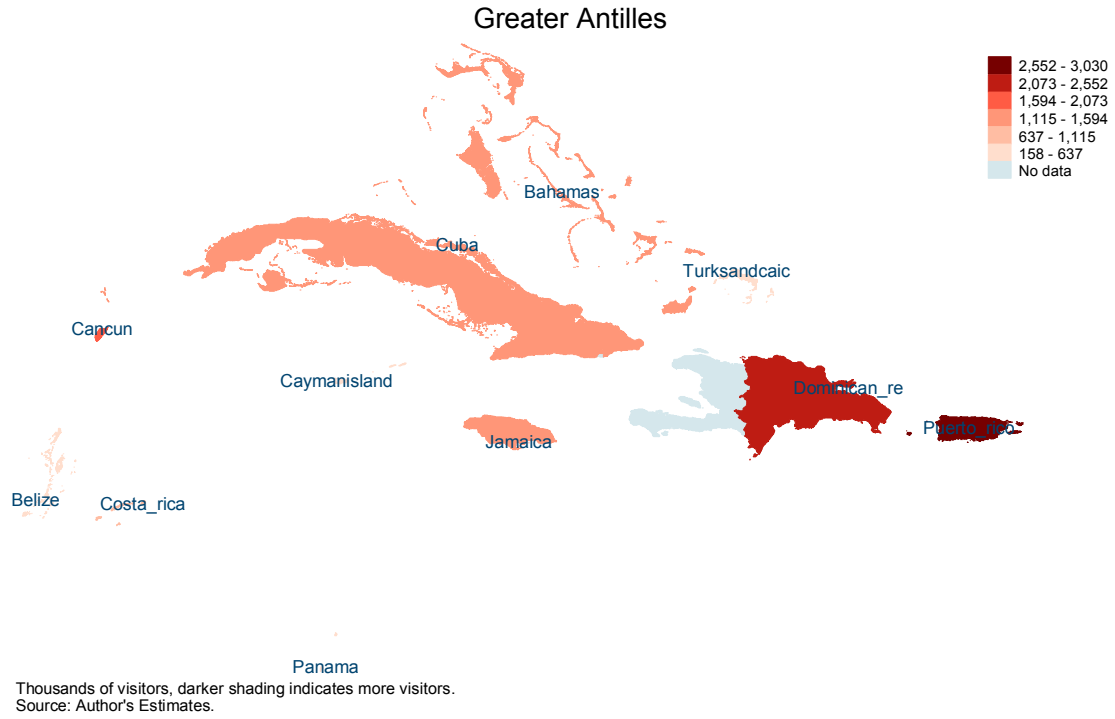 Greater Antilles
2,552 - 3,030
2,073 - 2,552
1,594 - 2,073
1,115 - 1,594
637 - 1,115
158 - 637
No data
Bahamas
Cuba
Turksandcaic
Cancun
Caymanisland
Dominican_re
Puerto_rico
Jamaica
Belize
Costa_rica
Panama
Thousands of visitors, darker shading indicates more visitors.
Source: Author's Estimates.